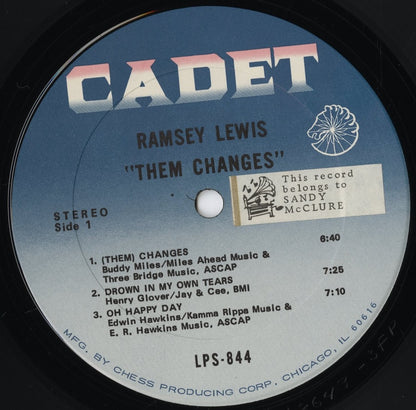 CADET
RAMSEY LEWIS
"THEM CHANGES"
This record
belongs to
SANDY
McCLURE
STEREO
Side 1
1. (THEM) CHANGES 6:40
Buddy Miles/Miles Ahead Music &
Three Bridge Music, ASCAP
2. DROWN IN MY OWN TEARS 7:25
Henry Glover/Jay & Cee, BMI
3. OH HAPPY DAY 7:10
Edwin Hawkins/Kamma Rippa Music &
E. R. Hawkins Music, ASCAP
LPS-844
MFG. BY CHESS PRODUCING CORP. CHICAGO, IL 60616